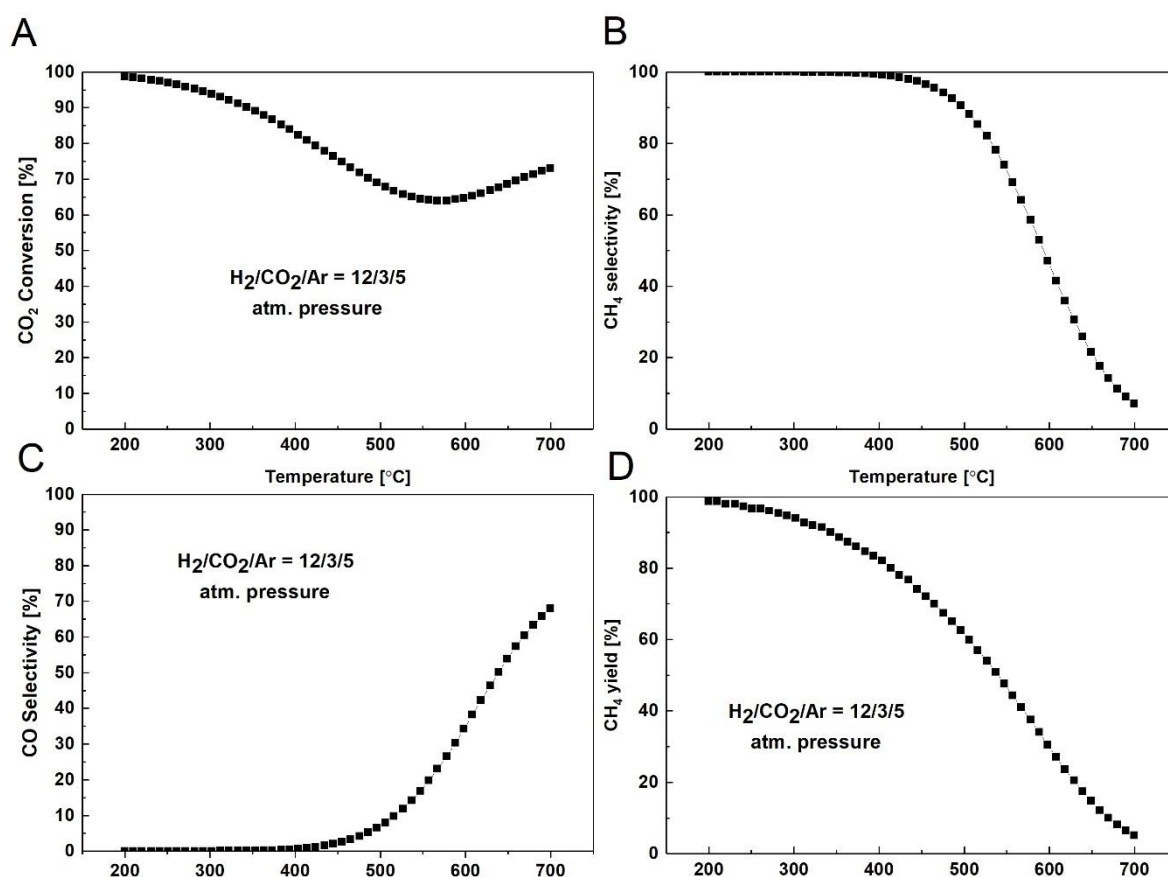 A
CO2 Conversion [%]
100
90
80
70
60
50
40
30
20
10
0
H2/CO2/Ar = 12/3/5
atm. pressure
200 300 400 500 600 700
Temperature [°C]
B
CH4 selectivity [%]
100
80
60
40
20
0
200 300 400 500 600 700
Temperature [°C]
C
CO Selectivity [%]
100
90
80
70
60
50
40
30
20
10
0
H2/CO2/Ar = 12/3/5
atm. pressure
200 300 400 500 600 700
D
CH4 yield [%]
100
80
60
40
20
0
H2/CO2/Ar = 12/3/5
atm. pressure
200 300 400 500 600 700